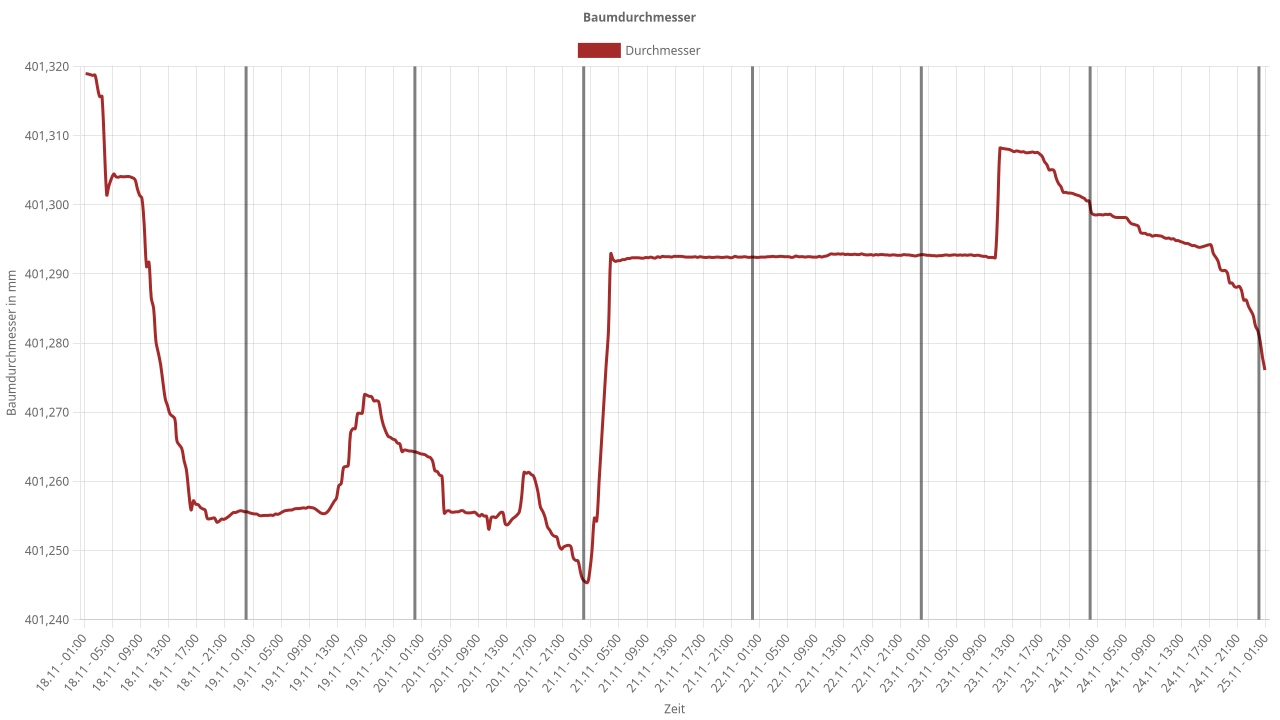 Baumdurchmesser
Durchmesser
401,320
401,310
401,300
401,290
401,280
401,270
401,260
401,250
401,240
Baumdurchmesser in mm
18.11 - 01:00
18.11 - 05:00
18.11 - 09:00
18.11 - 13:00
18.11 - 17:00
18.11 - 21:00
19.11 - 01:00
19.11 - 05:00
19.11 - 09:00
19.11 - 13:00
19.11 - 17:00
19.11 - 21:00
20.11 - 01:00
20.11 - 05:00
20.11 - 09:00
20.11 - 13:00
20.11 - 17:00
20.11 - 21:00
21.11 - 01:00
21.11 - 05:00
21.11 - 09:00
21.11 - 13:00
21.11 - 17:00
21.11 - 21:00
22.11 - 01:00
22.11 - 05:00
22.11 - 09:00
22.11 - 13:00
22.11 - 17:00
22.11 - 21:00
23.11 - 01:00
23.11 - 05:00
23.11 - 09:00
23.11 - 13:00
23.11 - 17:00
23.11 - 21:00
24.11 - 01:00
24.11 - 05:00
24.11 - 09:00
24.11 - 13:00
24.11 - 17:00
24.11 - 21:00
25.11 - 01:00
Zeit